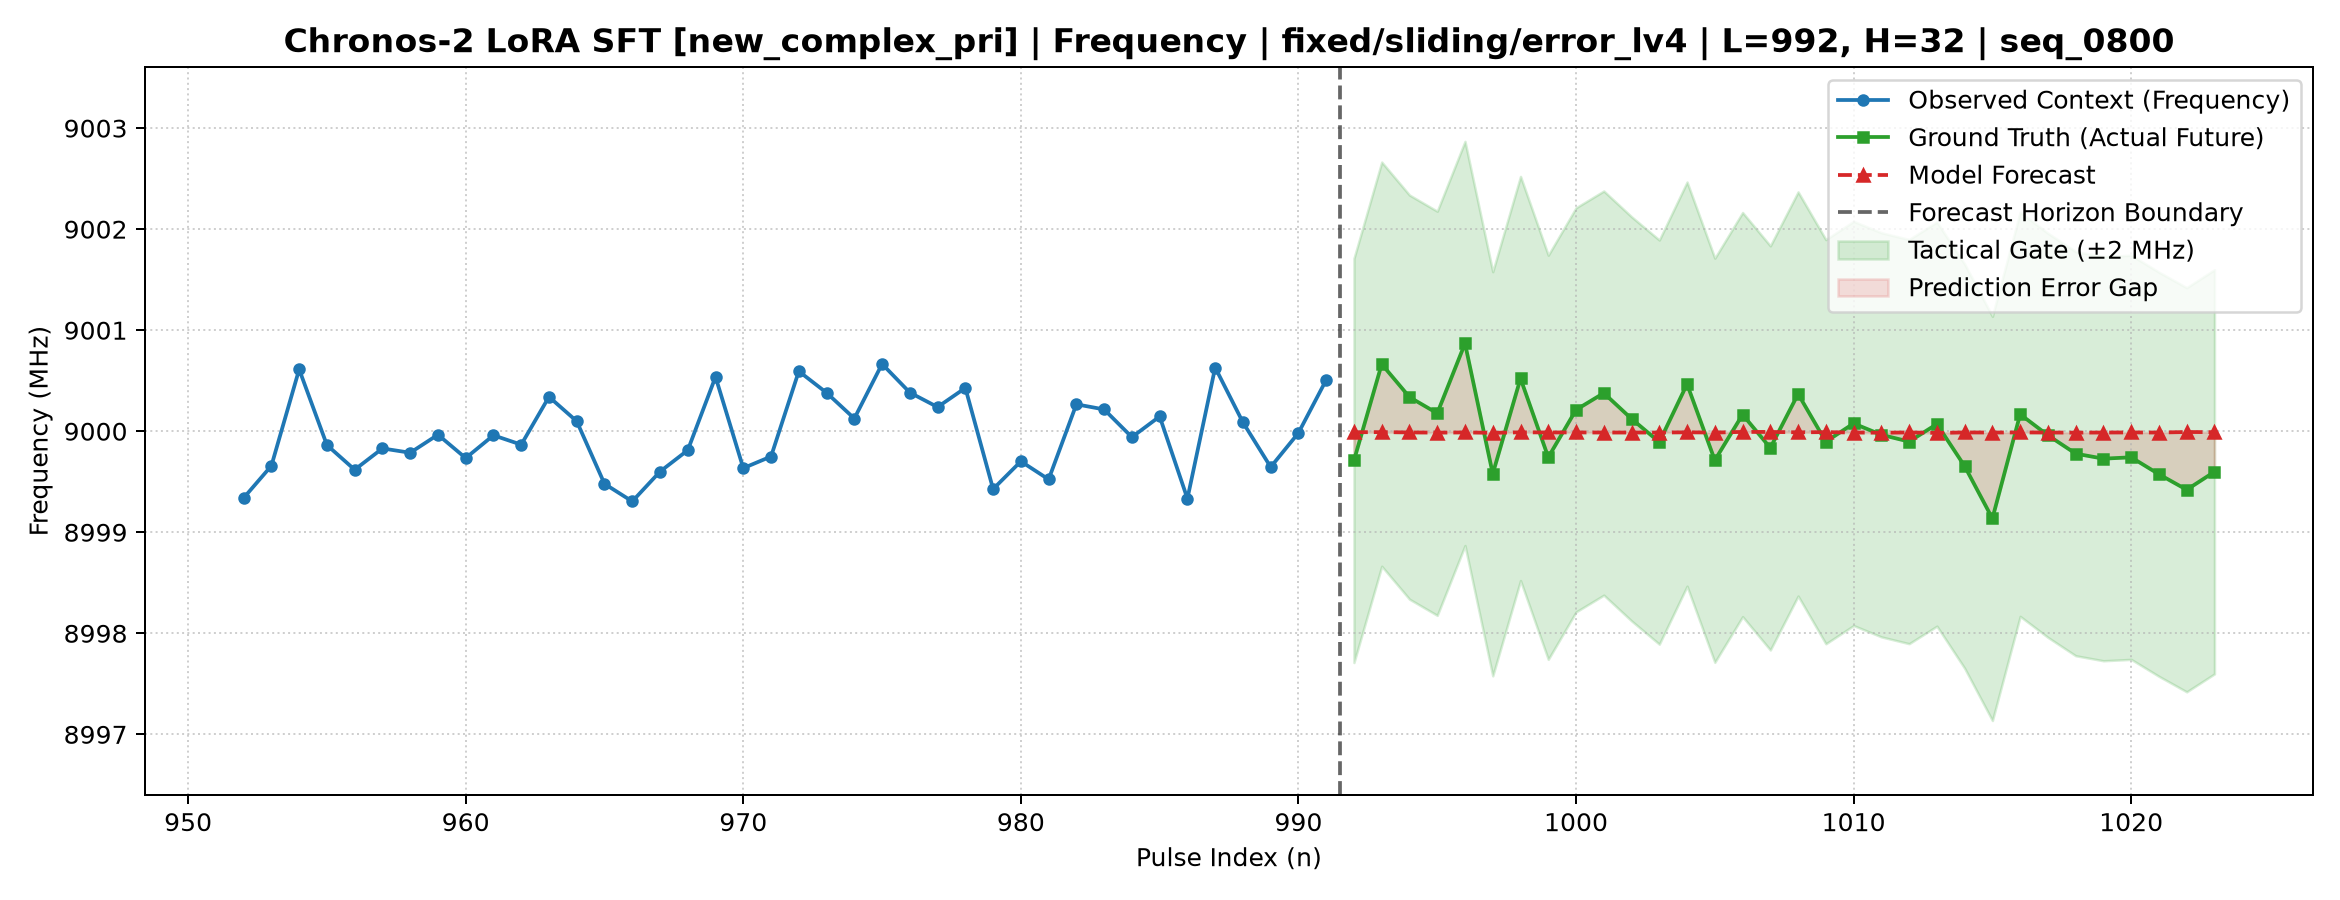 Chronos-2 LoRA SFT [new_complex_pri] | Frequency | fixed/sliding/error_lv4 | L=992, H=32 | seq_0800
Observed Context (Frequency)
Ground Truth (Actual Future)
Model Forecast
Forecast Horizon Boundary
Tactical Gate (±2 MHz)
Prediction Error Gap
Frequency (MHz)
9003
9002
9001
9000
8999
8998
8997
950 960 970 980 990 1000 1010 1020
Pulse Index (n)